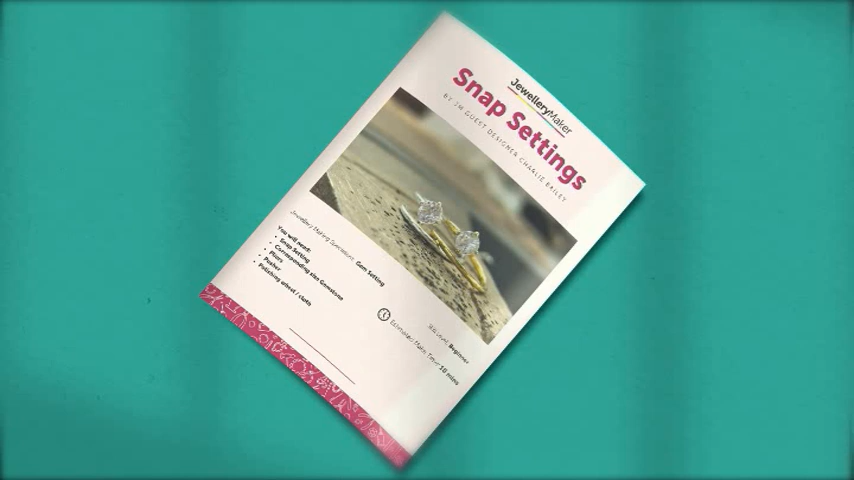 JewelleryMaker
Snap Settings
BY JM GUEST DESIGNER CHARLIE BAILEY
Jewellery Making Specialism: Gem Setting
You will need:
• Snap Setting
• Corresponding size Gemstone
• Pliers
• Pusher
• Polishing wheel / cloth
Skill Level: Beginner
Estimated Make Time: 10 mins